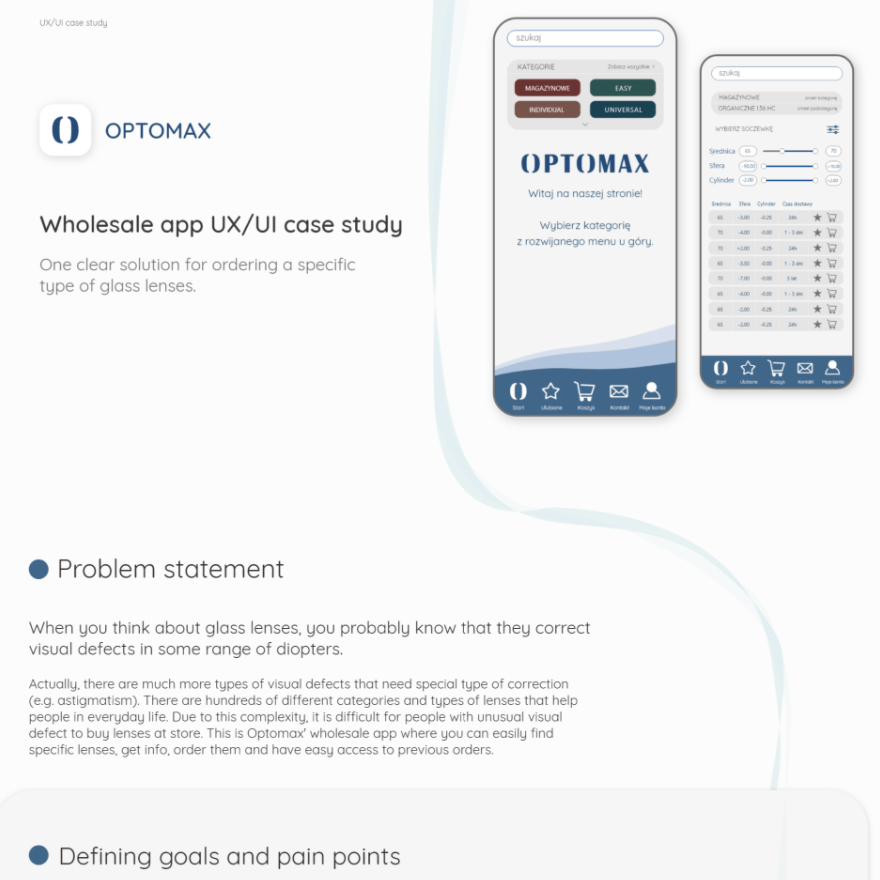 UX/UI case study
OPTOMAX
Wholesale app UX/UI case study
One clear solution for ordering a specific
type of glass lenses.
szukaj
KATEGORIE Zobacz wszystkie >
MAGAZYNOWE EASY
INDIVIDUAL UNIVERSAL
OPTOMAX
Witaj na naszej stronie!
Wybierz kategorię
z rozwijanego menu u góry.
Start Ulubione Koszyk Kontakt Moje konto
szukaj
MAGAZYNOWE zmień kategorię
ORGANICZNE 1.56 HC zmień podkategorię
WYBIERZ SOCZEWKĘ
Średnica 65 70
Sfera -10,00
Cylinder -2,00
Średnica Sfera Cylinder Czas dostawy
65 -3,00 -0,25 24h
70 -4,00 -0,00 1 - 3 dni
70 +2,00 -0,25 24h
65 -3,50 -0,00 1 - 3 dni
70 -7,00 -0,00
65 -4,00 -0,00 1 - 3 dni
65 -2,00 -0,25 24h
65 -2,00 -0,25 24h
Start Ulubione Koszyk Kontakt Moje konto
Problem statement
When you think about glass lenses, you probably know that they correct
visual defects in some range of diopters.
Actually, there are much more types of visual defects that need special type of correction
(e.g. astigmatism). There are hundreds of different categories and types of lenses that help
people in everyday life. Due to this complexity, it is difficult for people with unusual visual
defect to buy lenses at store. This is Optomax' wholesale app where you can easily find
specific lenses, get info, order them and have easy access to previous orders.
Defining goals and pain points